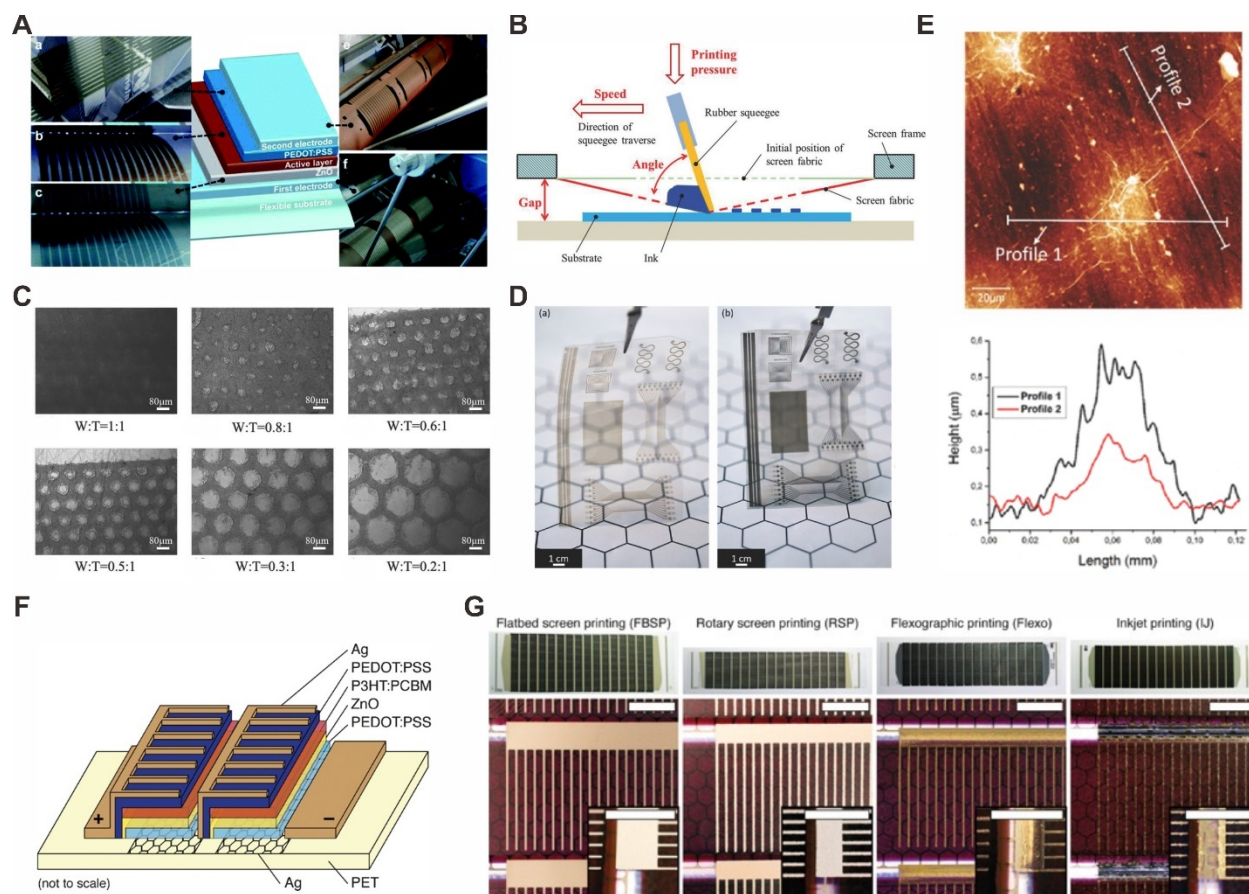 A
a
b
c
e
f
Second electrode
PEDOT:PSS
Active layer
ZnO
First electrode
Flexible substrate
B
Printing
pressure
Speed
Direction of
squeegee traverse
Rubber squeegee
Initial position of
screen fabric
Screen frame
Angle
Gap
Screen fabric
Substrate
Ink
C
80μm
80μm
80μm
W:T=1:1
W:T=0.8:1
W:T=0.6:1
80μm
80μm
80μm
W:T=0.5:1
W:T=0.3:1
W:T=0.2:1
D
(a)
(b)
1 cm
1 cm
E
Profile 2
Profile 1
20μm
Height (μm)
0,6
0,5
0,4
0,3
0,2
0,1
Profile 1
Profile 2
0,00
0,02
0,04
0,06
0,08
0,10
0,12
Length (mm)
F
Ag
PEDOT:PSS
P3HT:PCBM
ZnO
PEDOT:PSS
+
−
(not to scale)
Ag
PET
G
Flatbed screen printing (FBSP)
Rotary screen printing (RSP)
Flexographic printing (Flexo)
Inkjet printing (IJ)